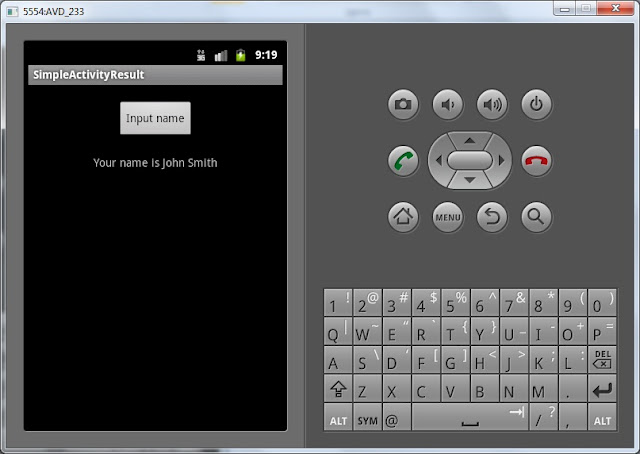 5554:AVD_233
3G 9:19
SimpleActivityResult
Input name
Your name is John Smith
MENU
1 ! 2 @ 3 # 4 $ 5 % 6 ^ 7 & 8 * 9 ( 0 )
Q | W ~ E “ R ` T { Y } U _ I - O + P =
A S \ D ‘ F [ G ] H < J > K ; L : DEL
Z X C V B N M .
ALT SYM @ / ? , ALT